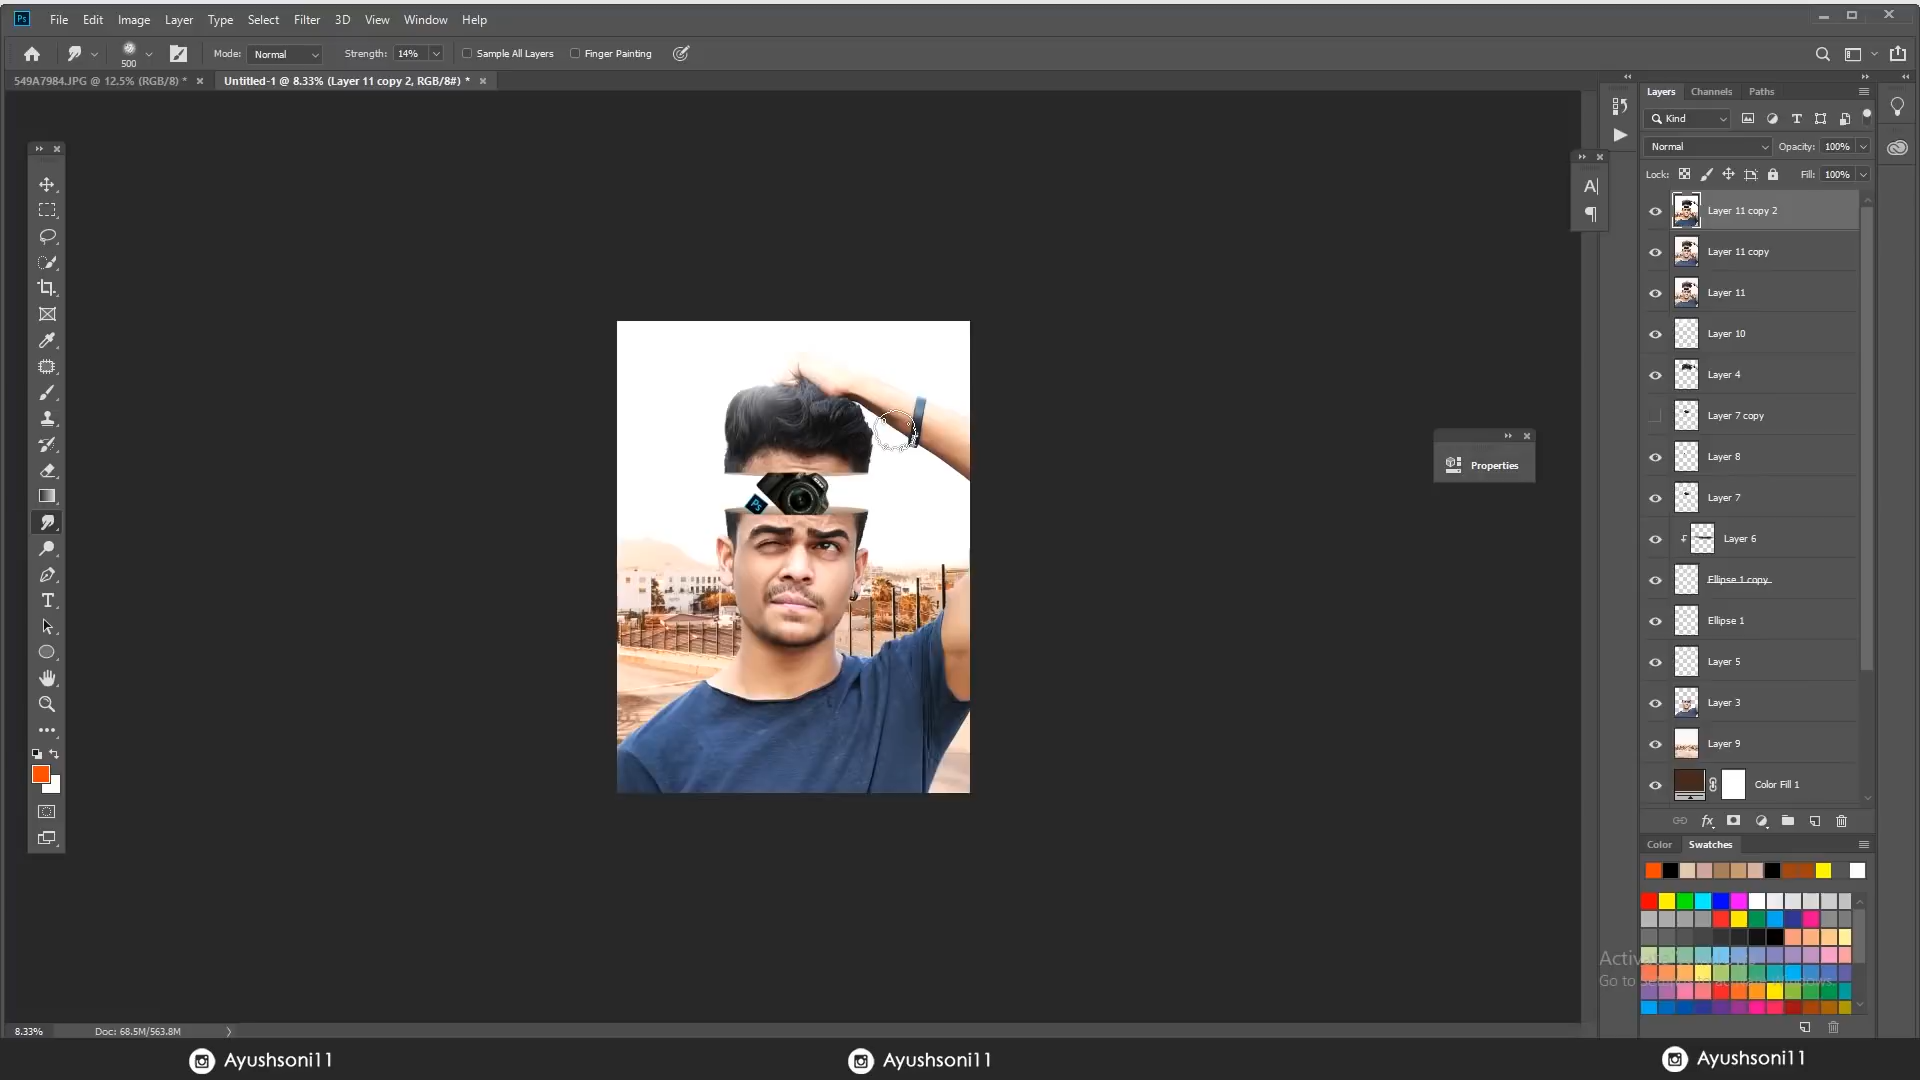 Ps File Edit Image Layer Type Select Filter 3D View Window Help
500 Mode: Normal Strength: 14% Sample All Layers Finger Painting
549A7984.JPG @ 12.5% (RGB/8) * Untitled-1 @ 8.33% (Layer 11 copy 2, RGB/8#) *
Layers Channels Paths
Kind
Normal Opacity: 100%
Lock: Fill: 100%
Layer 11 copy 2
Layer 11 copy
Layer 11
Layer 10
Layer 4
Layer 7 copy
Layer 8
Layer 7
Layer 6
Ellipse 1 copy
Ellipse 1
Layer 5
Layer 3
Layer 9
Color Fill 1
Properties
Ps
Color Swatches
8.33% Doc: 68.5M/563.8M
Ayushsoni11 Ayushsoni11 Ayushsoni11